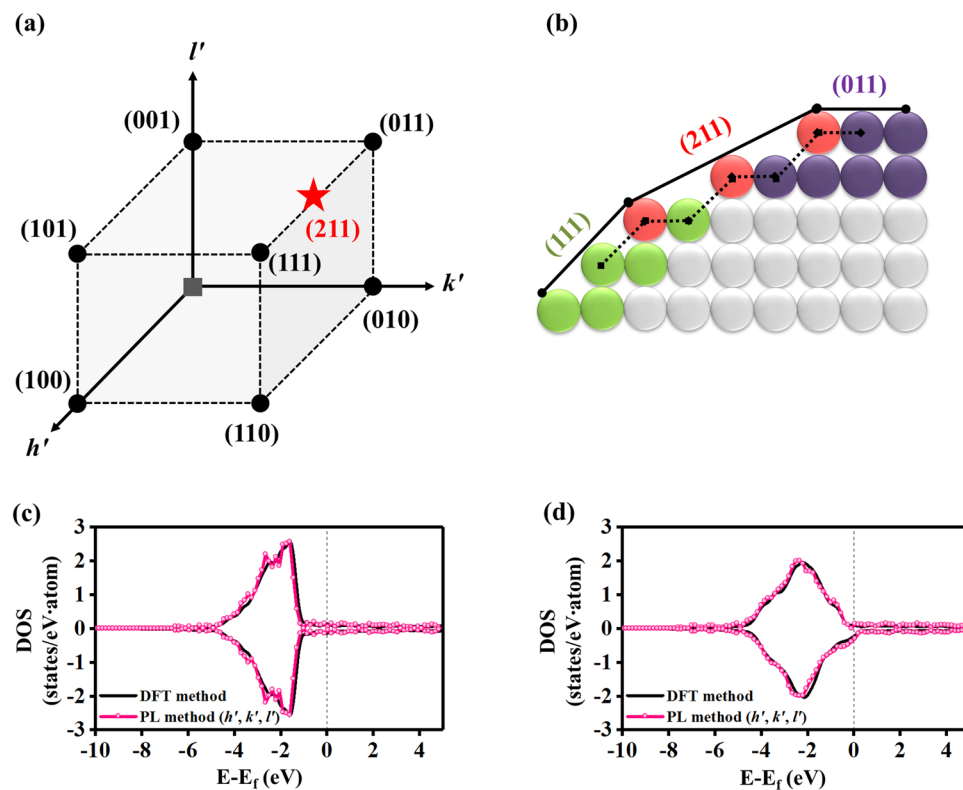 (a)
l′
(001)
(011)
(101)
(211)
(111)
k′
(010)
(100)
h′
(110)
(b)
(011)
(211)
(111)
(c)
3
2
1
0
-1
-2
-3
DOS
(states/eV·atom)
DFT method
PL method (h′, k′, l′)
-10 -8 -6 -4 -2 0 2 4
E-Ef (eV)
(d)
3
2
1
0
-1
-2
-3
DOS
(states/eV·atom)
DFT method
PL method (h′, k′, l′)
-10 -8 -6 -4 -2 0 2 4
E-Ef (eV)